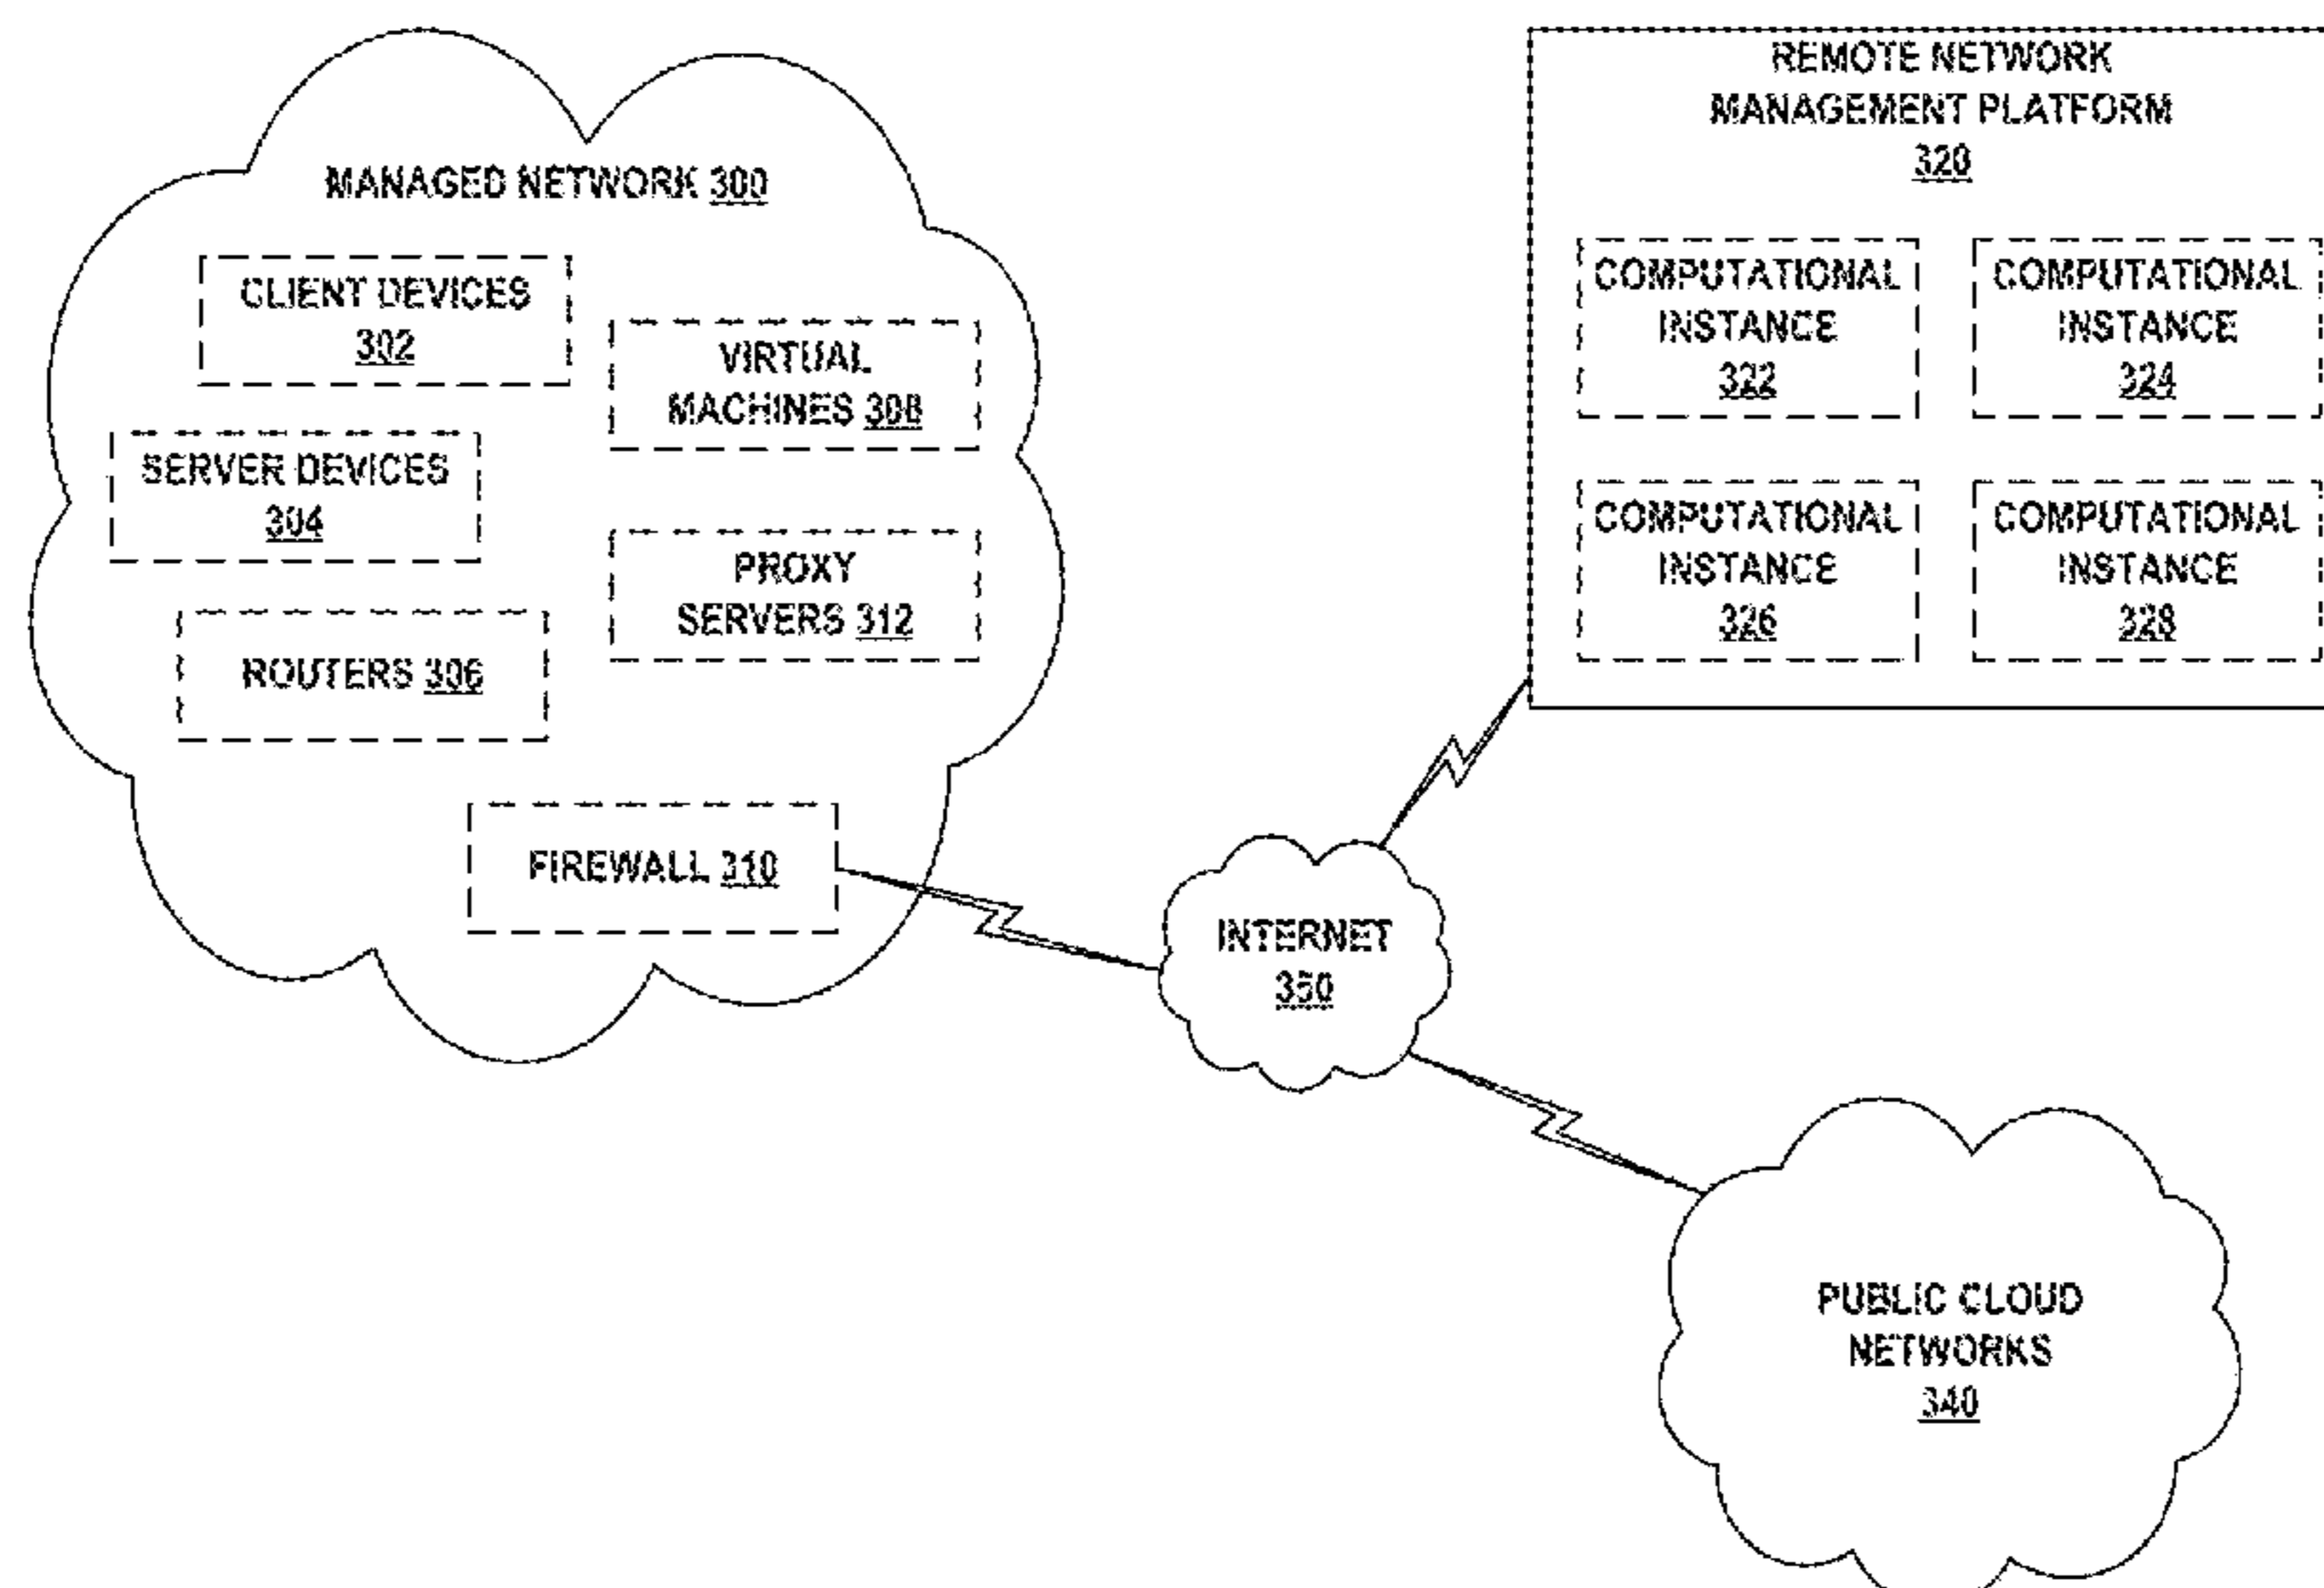 MANAGED NETWORK 300
CLIENT DEVICES
302
VIRTUAL
MACHINES 308
SERVER DEVICES
304
PROXY
SERVERS 312
ROUTERS 306
FIREWALL 310
REMOTE NETWORK
MANAGEMENT PLATFORM
320
COMPUTATIONAL
INSTANCE
322
COMPUTATIONAL
INSTANCE
324
COMPUTATIONAL
INSTANCE
326
COMPUTATIONAL
INSTANCE
328
INTERNET
350
PUBLIC CLOUD
NETWORKS
340